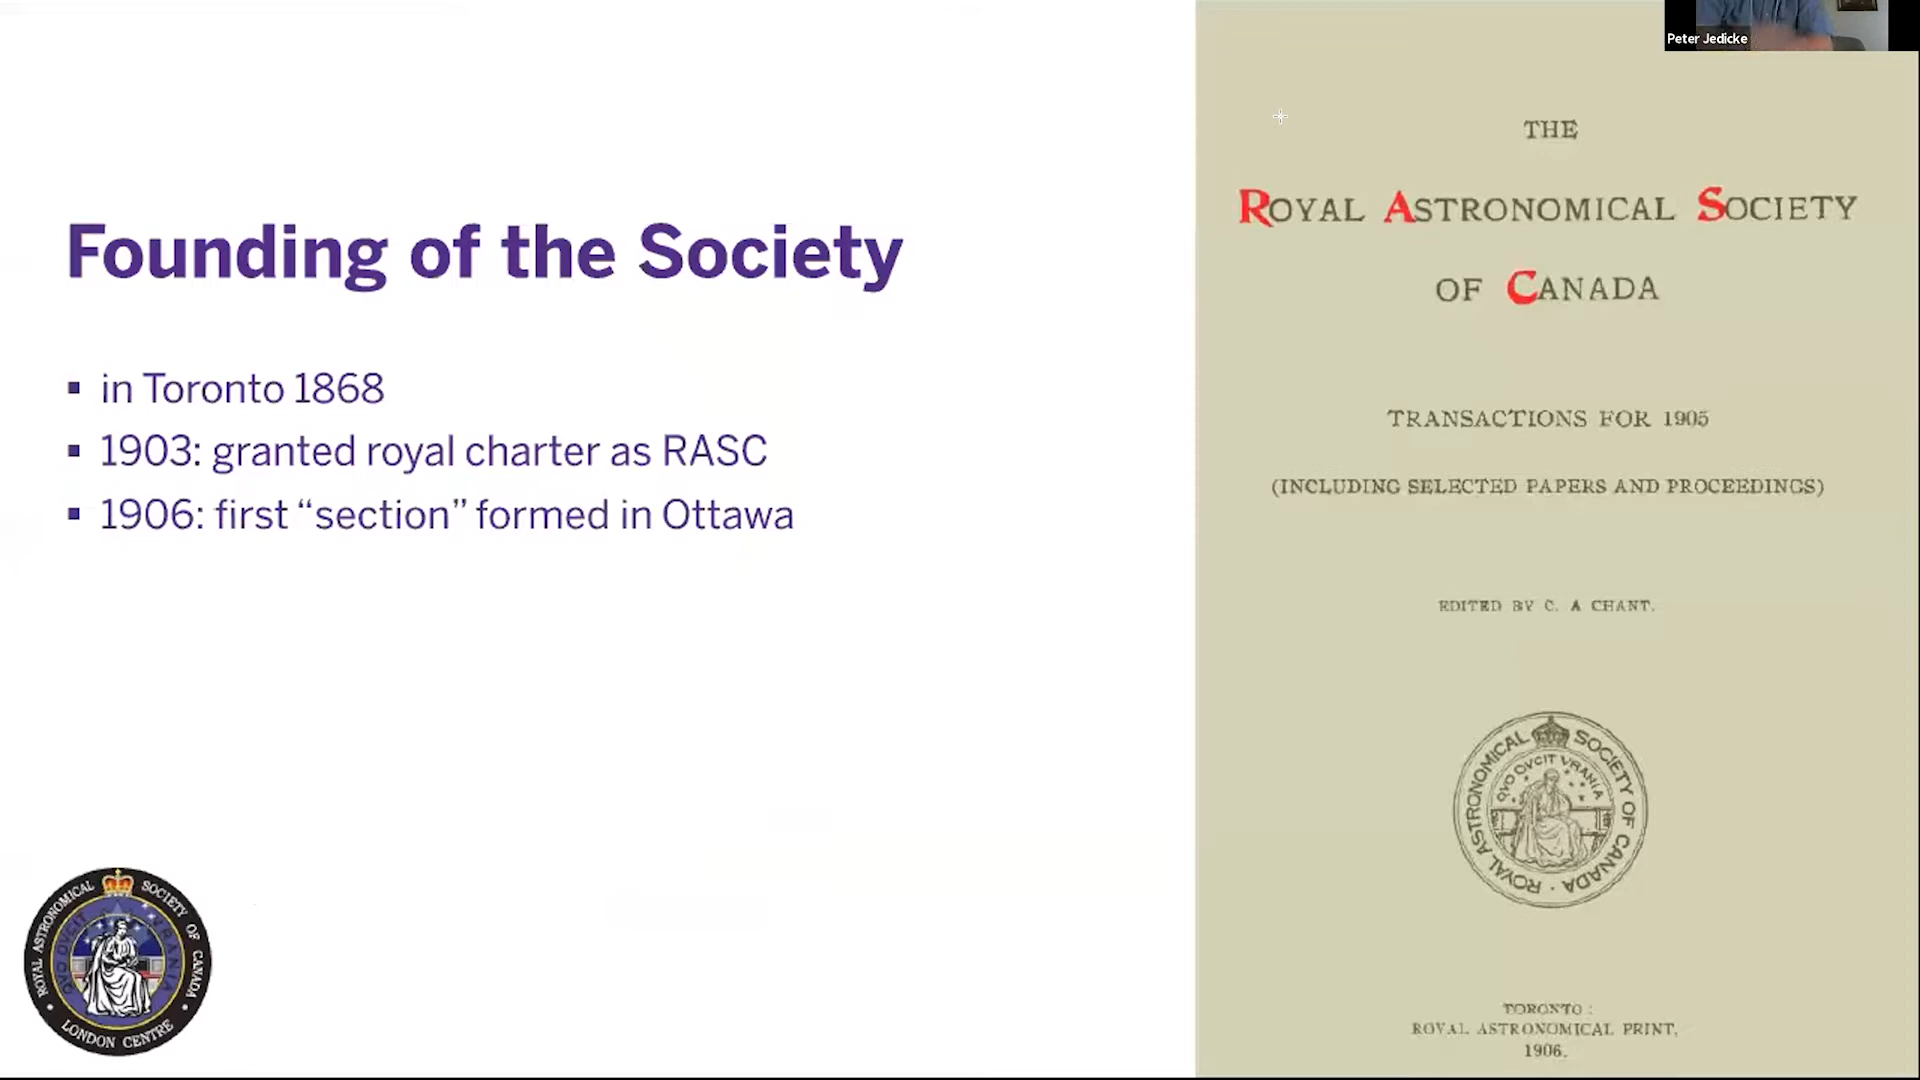 Peter Jedicke
Founding of the Society
▪ in Toronto 1868
▪ 1903: granted royal charter as RASC
▪ 1906: first “section” formed in Ottawa
ROYAL ASTRONOMICAL SOCIETY OF CANADA
QVO DVCIT VRANIA
• LONDON CENTRE •
THE
ROYAL ASTRONOMICAL SOCIETY
OF CANADA
TRANSACTIONS FOR 1905
(INCLUDING SELECTED PAPERS AND PROCEEDINGS)
EDITED BY C. A CHANT.
ROYAL ASTRONOMICAL SOCIETY OF CANADA ·
QVO DVCIT VRANIA
TORONTO :
ROYAL ASTRONOMICAL PRINT,
1906.